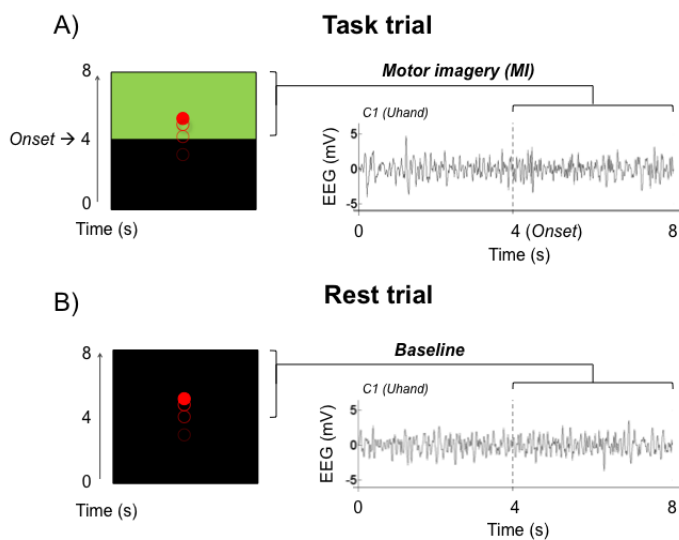 A)
Task trial
8
Onset →
4
0
Time (s)
Motor imagery (MI)
C1 (Uhand)
EEG (mV)
5
0
-5
0
4 (Onset)
8
Time (s)
B)
Rest trial
8
4
0
Time (s)
Baseline
C1 (Uhand)
EEG (mV)
5
0
-5
0
4
8
Time (s)